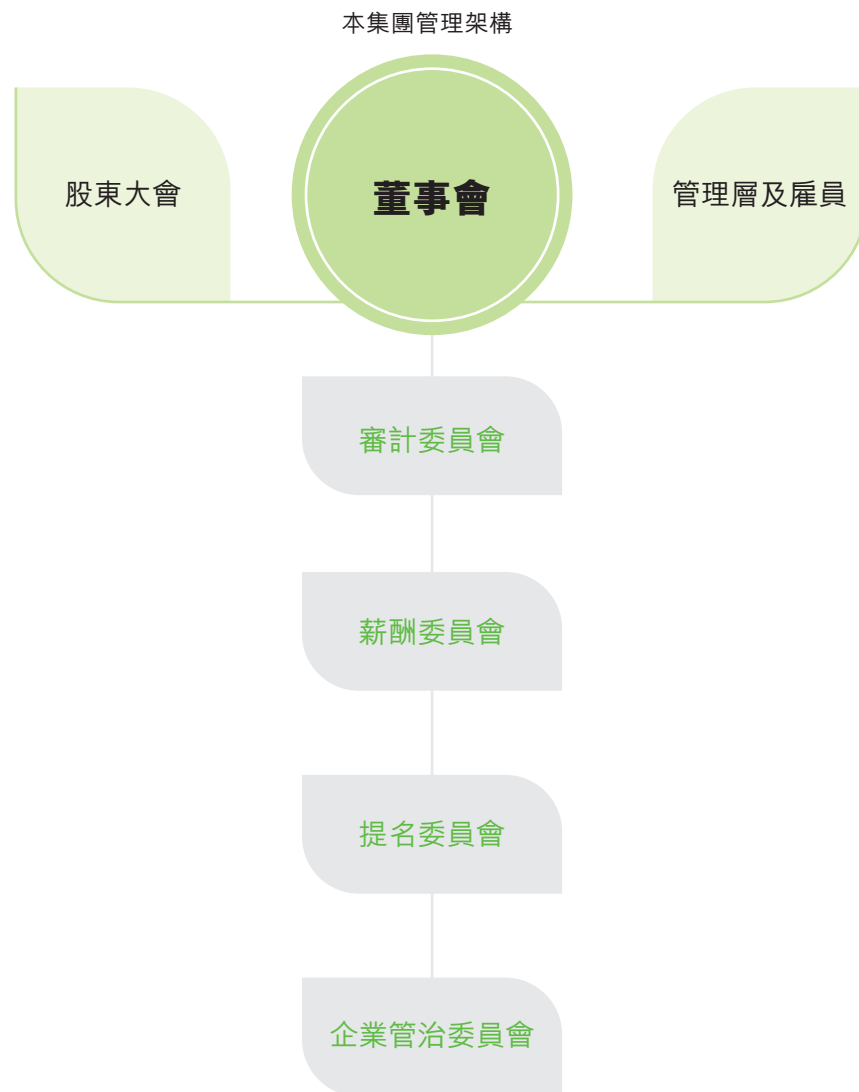 本集團管理架構
股東大會
董事會
管理層及雇員
審計委員會
薪酬委員會
提名委員會
企業管治委員會